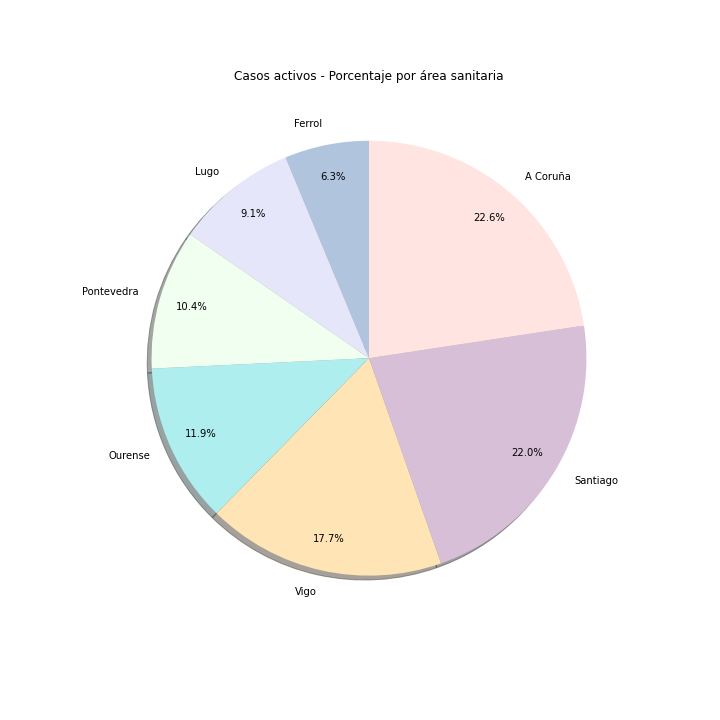 Casos activos - Porcentaje por área sanitaria
Ferrol
6.3%
A Coruña
22.6%
Lugo
9.1%
Pontevedra
10.4%
Ourense
11.9%
Santiago
22.0%
Vigo
17.7%